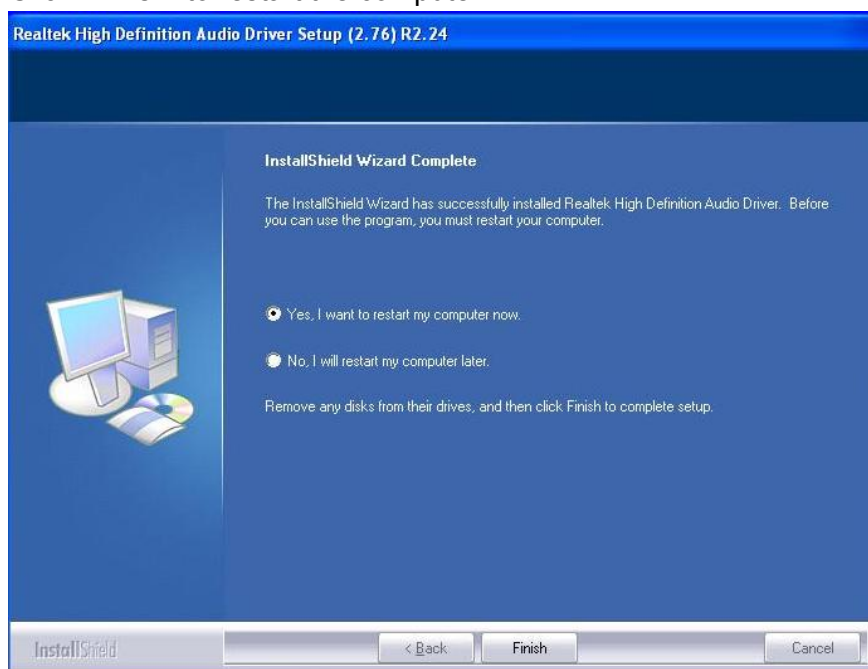 Realtek High Definition Audio Driver Setup (2.76) R2.24
InstallShield Wizard Complete
The InstallShield Wizard has successfully installed Realtek High Definition Audio Driver. Before
you can use the program, you must restart your computer.
Yes, I want to restart my computer now.
No, I will restart my computer later.
Remove any disks from their drives, and then click Finish to complete setup.
InstallShield
< Back
Finish
Cancel